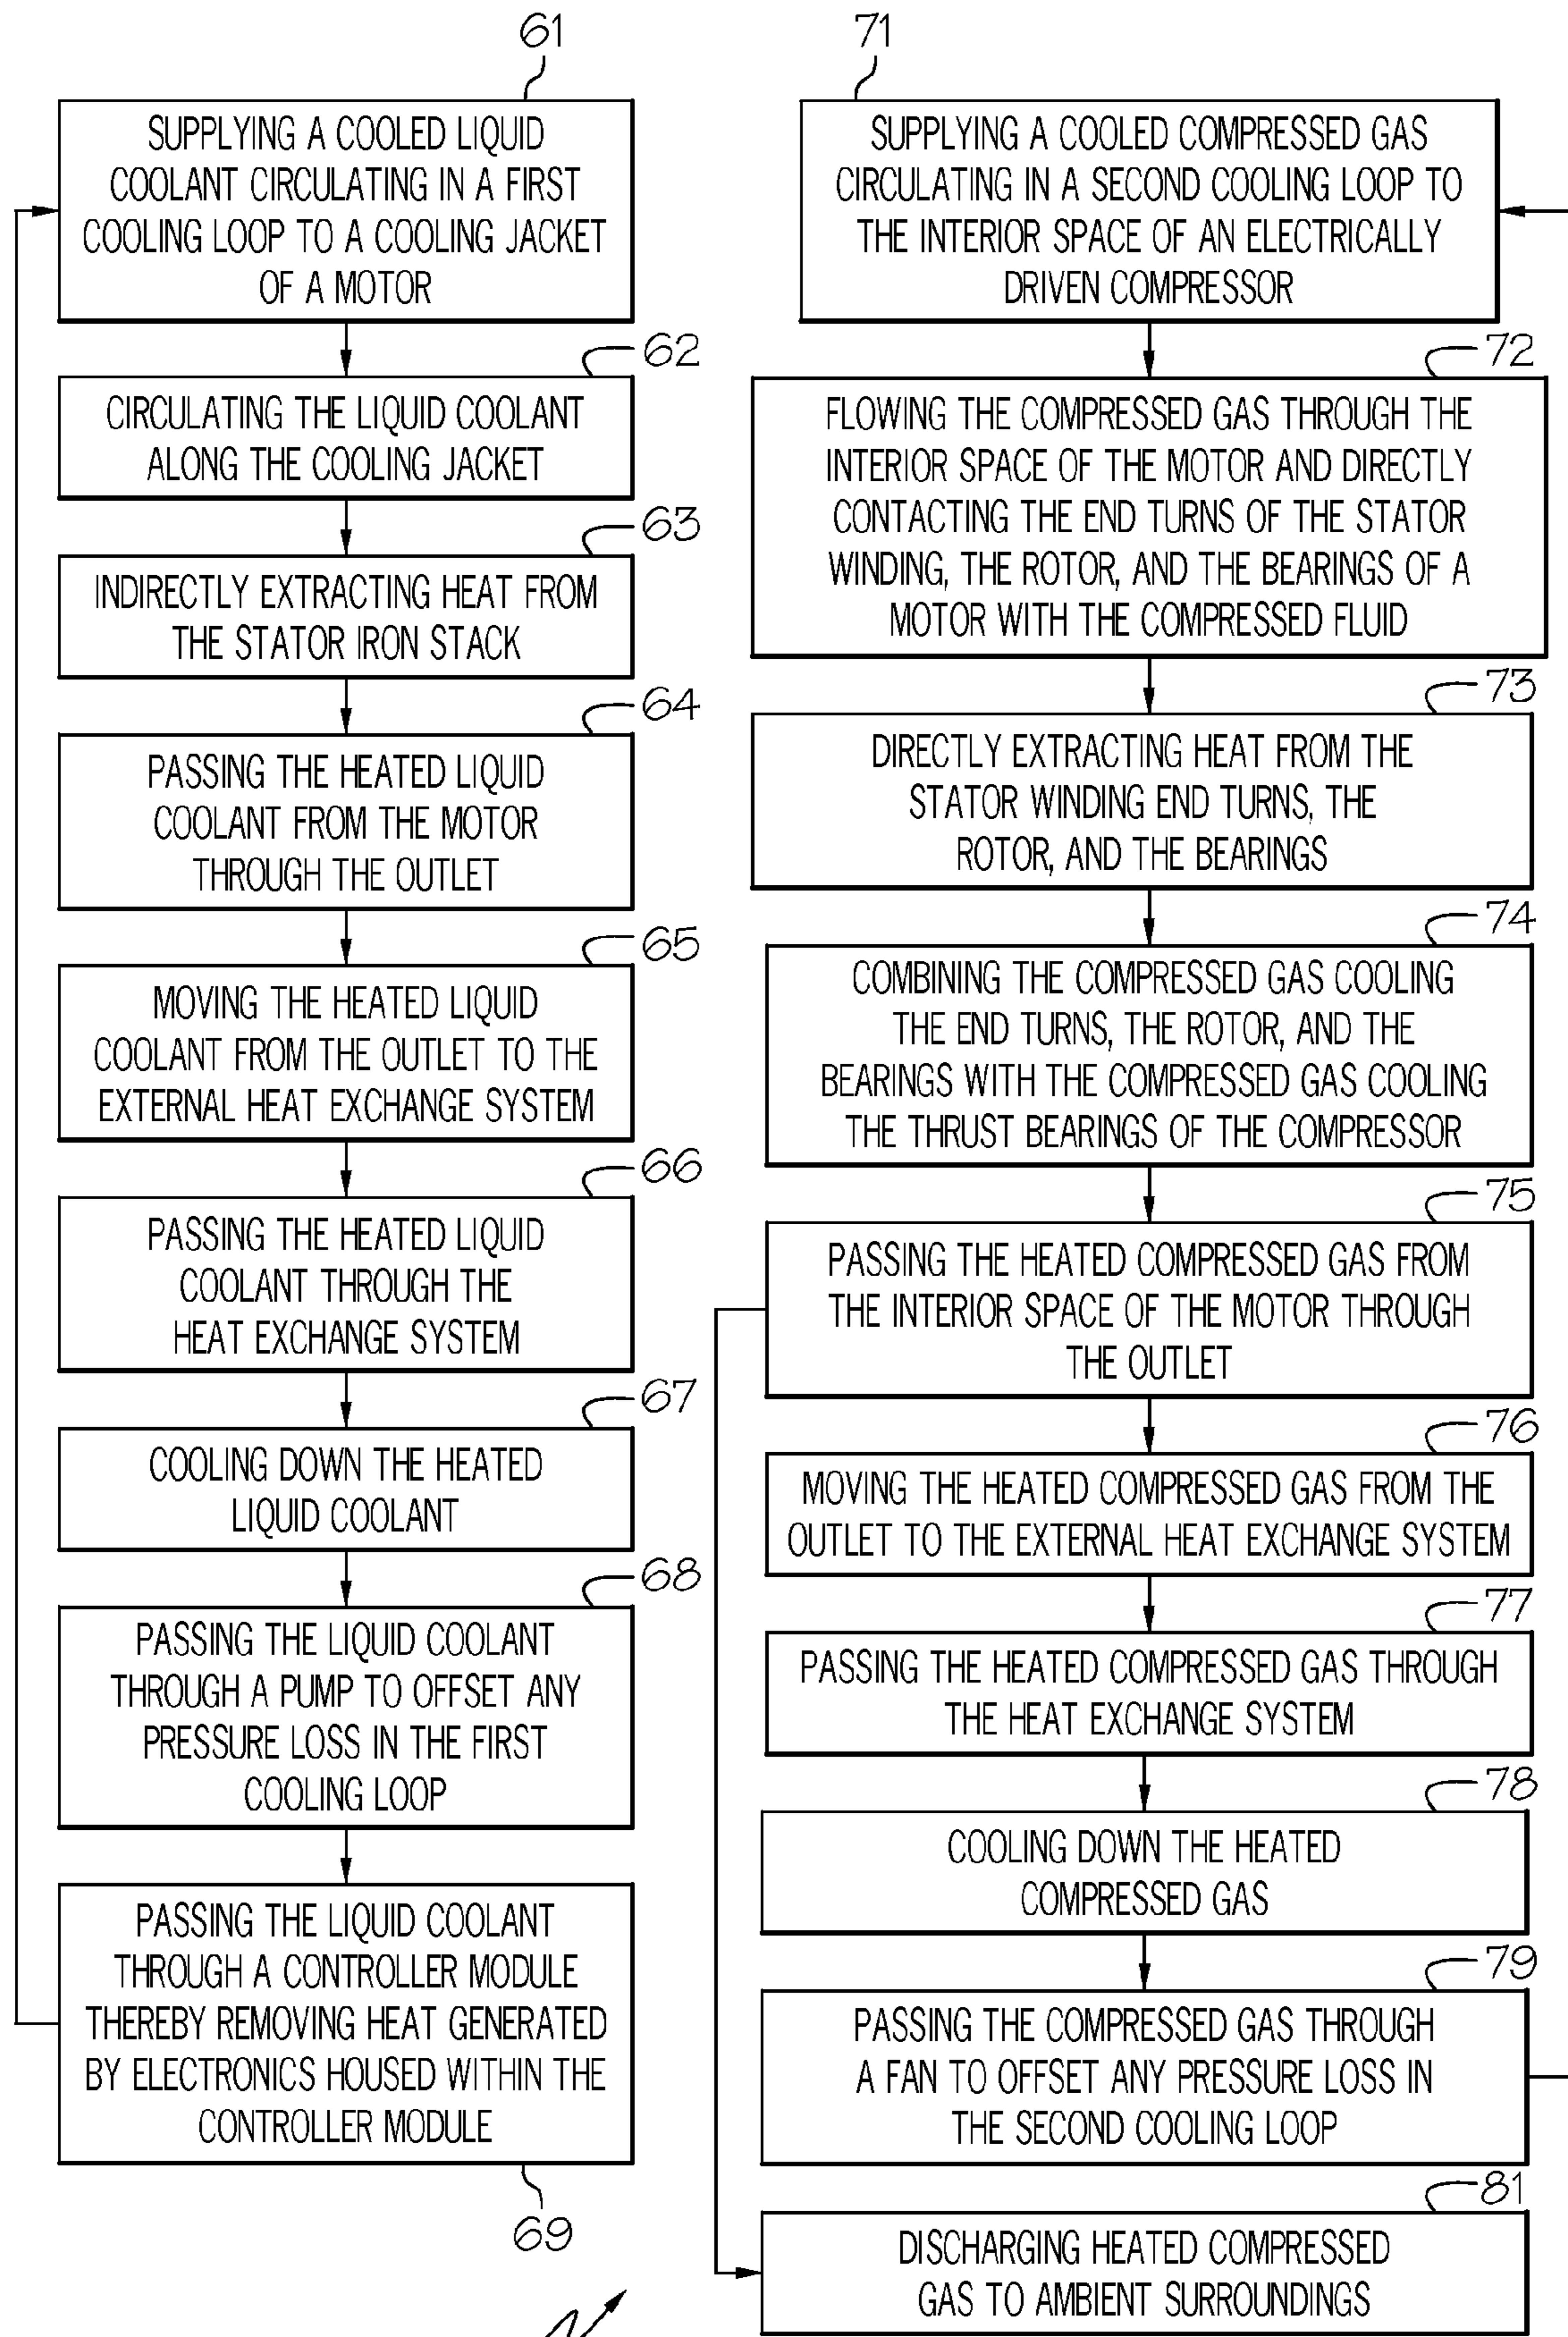 61
SUPPLYING A COOLED LIQUID
COOLANT CIRCULATING IN A FIRST
COOLING LOOP TO A COOLING JACKET
OF A MOTOR
62
CIRCULATING THE LIQUID COOLANT
ALONG THE COOLING JACKET
63
INDIRECTLY EXTRACTING HEAT FROM
THE STATOR IRON STACK
64
PASSING THE HEATED LIQUID
COOLANT FROM THE MOTOR
THROUGH THE OUTLET
65
MOVING THE HEATED LIQUID
COOLANT FROM THE OUTLET TO THE
EXTERNAL HEAT EXCHANGE SYSTEM
66
PASSING THE HEATED LIQUID
COOLANT THROUGH THE
HEAT EXCHANGE SYSTEM
67
COOLING DOWN THE HEATED
LIQUID COOLANT
68
PASSING THE LIQUID COOLANT
THROUGH A PUMP TO OFFSET ANY
PRESSURE LOSS IN THE FIRST
COOLING LOOP
PASSING THE LIQUID COOLANT
THROUGH A CONTROLLER MODULE
THEREBY REMOVING HEAT GENERATED
BY ELECTRONICS HOUSED WITHIN THE
CONTROLLER MODULE
69
71
SUPPLYING A COOLED COMPRESSED GAS
CIRCULATING IN A SECOND COOLING LOOP TO
THE INTERIOR SPACE OF AN ELECTRICALLY
DRIVEN COMPRESSOR
72
FLOWING THE COMPRESSED GAS THROUGH THE
INTERIOR SPACE OF THE MOTOR AND DIRECTLY
CONTACTING THE END TURNS OF THE STATOR
WINDING, THE ROTOR, AND THE BEARINGS OF A
MOTOR WITH THE COMPRESSED FLUID
73
DIRECTLY EXTRACTING HEAT FROM THE
STATOR WINDING END TURNS, THE
ROTOR, AND THE BEARINGS
74
COMBINING THE COMPRESSED GAS COOLING
THE END TURNS, THE ROTOR, AND THE
BEARINGS WITH THE COMPRESSED GAS COOLING
THE THRUST BEARINGS OF THE COMPRESSOR
75
PASSING THE HEATED COMPRESSED GAS FROM
THE INTERIOR SPACE OF THE MOTOR THROUGH
THE OUTLET
76
MOVING THE HEATED COMPRESSED GAS FROM THE
OUTLET TO THE EXTERNAL HEAT EXCHANGE SYSTEM
77
PASSING THE HEATED COMPRESSED GAS THROUGH
THE HEAT EXCHANGE SYSTEM
78
COOLING DOWN THE HEATED
COMPRESSED GAS
79
PASSING THE COMPRESSED GAS THROUGH
A FAN TO OFFSET ANY PRESSURE LOSS IN
THE SECOND COOLING LOOP
81
DISCHARGING HEATED COMPRESSED
GAS TO AMBIENT SURROUNDINGS